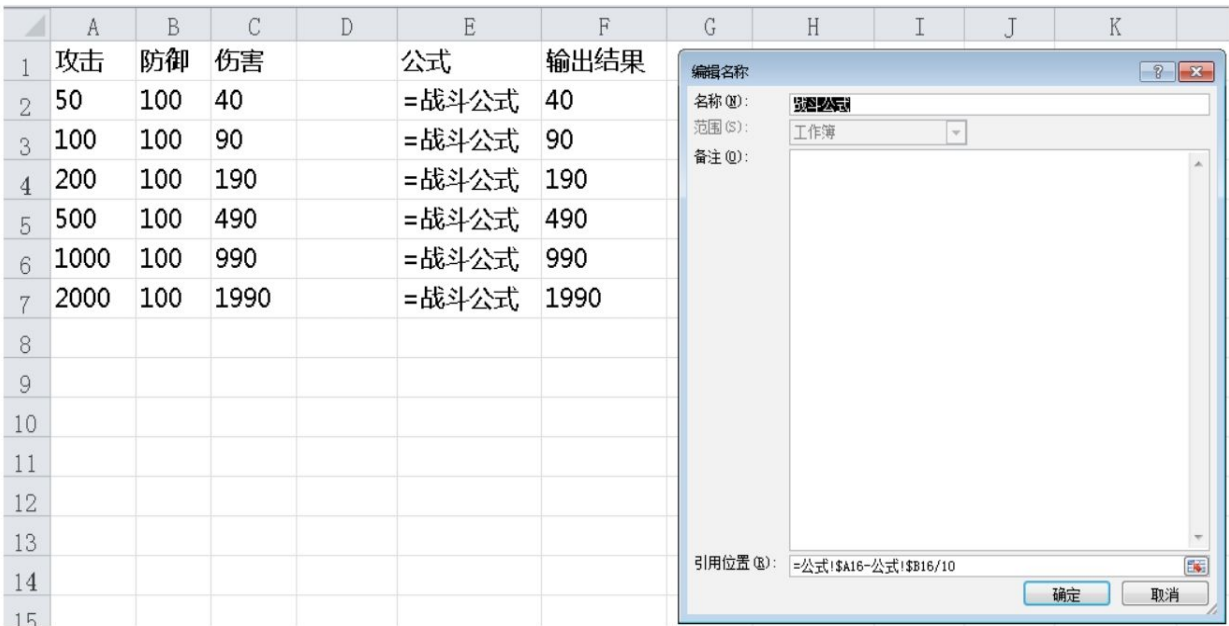 A B C D E F G H I J K
1 攻击 防御 伤害 公式 输出结果
2 50 100 40 =战斗公式 40
3 100 100 90 =战斗公式 90
4 200 100 190 =战斗公式 190
5 500 100 490 =战斗公式 490
6 1000 100 990 =战斗公式 990
7 2000 100 1990 =战斗公式 1990
8
9
10
11
12
13
14
15
编辑名称 ?
名称(N): 战斗公式
范围(S): 工作簿
备注(O):
引用位置(R): =公式!$A16-公式!$B16/10
确定 取消